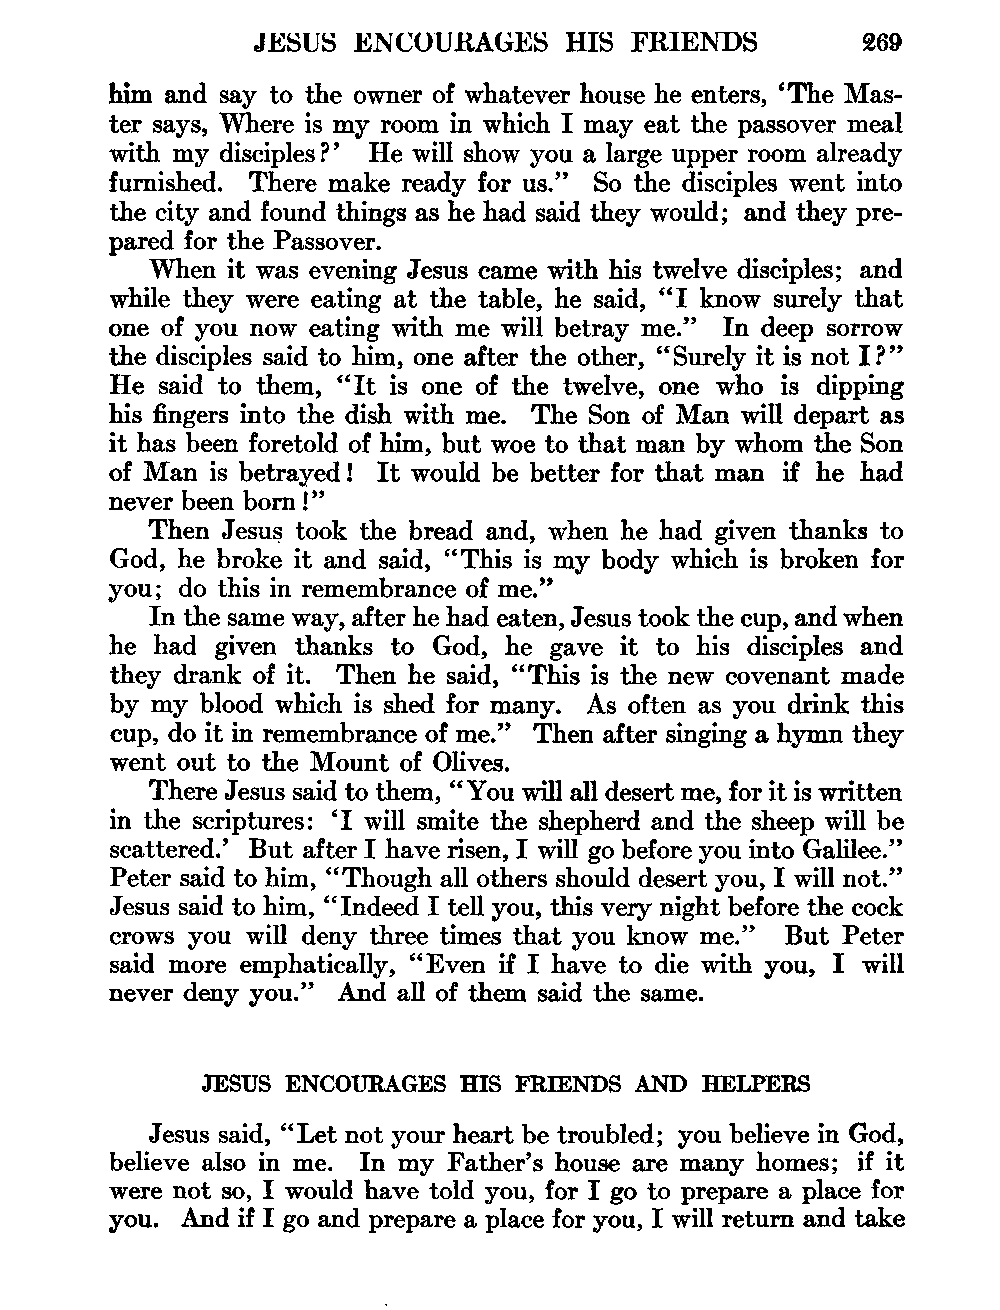 JESUS ENCOURAGES HIS FRIENDS 269
him and say to the owner of whatever house he enters, ‘The Mas-
ter says, Where is my room in which I may eat the passover meal
with my disciples?’ He will show you a large upper room already
furnished. There make ready for us.” So the disciples went into
the city and found things as he had said they would; and they pre-
pared for the Passover.
When it was evening Jesus came with his twelve disciples; and
while they were eating at the table, he said, “I know surely that
one of you now eating with me will betray me.” In deep sorrow
the disciples said to him, one after the other, “Surely it is not I?”
He said to them, “It is one of the twelve, one who is dipping
his fingers into the dish with me. The Son of Man will depart as
it has been foretold of him, but woe to that man by whom the Son
of Man is betrayed! It would be better for that man if he had
never been born!”
Then Jesus took the bread and, when he had given thanks to
God, he broke it and said, “This is my body which is broken for
you; do this in remembrance of me.”
In the same way, after he had eaten, Jesus took the cup, and when
he had given thanks to God, he gave it to his disciples and
they drank of it. Then he said, “This is the new covenant made
by my blood which is shed for many. As often as you drink this
cup, do it in remembrance of me.” Then after singing a hymn they
went out to the Mount of Olives.
There Jesus said to them, “You will all desert me, for it is written
in the scriptures: ‘I will smite the shepherd and the sheep will be
scattered.’ But after I have risen, I will go before you into Galilee.”
Peter said to him, “Though all others should desert you, I will not.”
Jesus said to him, “Indeed I tell you, this very night before the cock
crows you will deny three times that you know me.” But Peter
said more emphatically, “Even if I have to die with you, I will
never deny you.” And all of them said the same.
JESUS ENCOURAGES HIS FRIENDS AND HELPERS
Jesus said, “Let not your heart be troubled; you believe in God,
believe also in me. In my Father’s house are many homes; if it
were not so, I would have told you, for I go to prepare a place for
you. And if I go and prepare a place for you, I will return and take